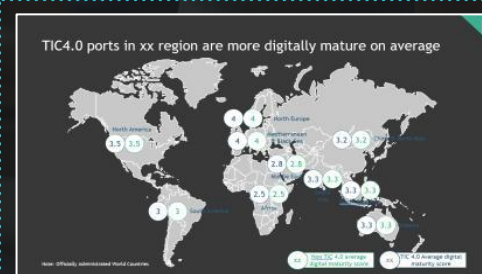 TIC4.0 ports in xx region are more digitally mature on average
4 4 North Europe
North America
3.5 3.5
4 4 Mediterranean
3.2 3.2
2.8 2.8
3.3 3.3
2.5 2.5
Africa
3.3 3.3
3 3
3.3 3.3
Note: Officially Administrated World Countries
xx Non TIC 4.0 average
digital maturity score
xx TIC 4.0 Average digital
maturity score